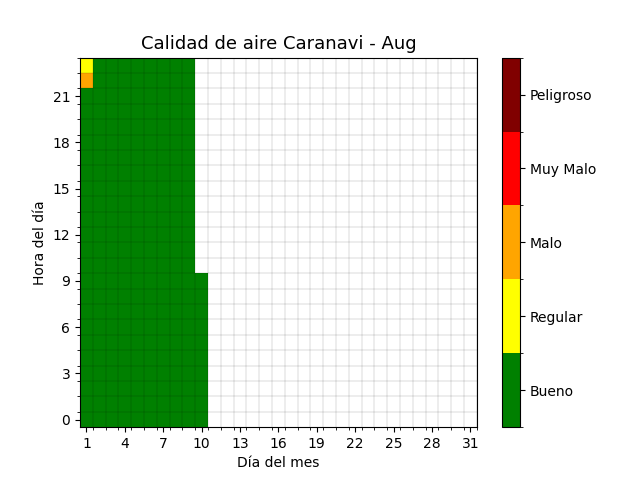 Calidad de aire Caranavi - Aug
Hora del día
21
18
15
12
9
6
3
0
1 4 7 10 13 16 19 22 25 28 31
Día del mes
Peligroso
Muy Malo
Malo
Regular
Bueno